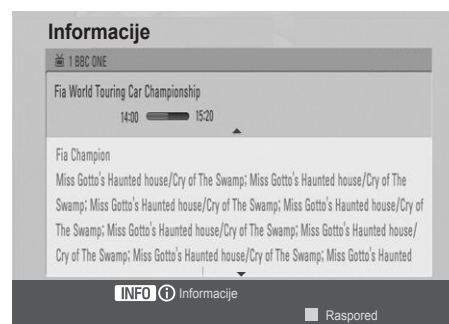 Informacije
1 BBC ONE
Fia World Touring Car Championship
14:00 15:20
Fia Champion
Miss Gotto's Haunted house/Cry of The Swamp; Miss Gotto's Haunted house/Cry of The
Swamp; Miss Gotto's Haunted house/Cry of The Swamp; Miss Gotto's Haunted house/Cry of
The Swamp; Miss Gotto's Haunted house/Cry of The Swamp; Miss Gotto's Haunted house/
Cry of The Swamp; Miss Gotto's Haunted house/Cry of The Swamp; Miss Gotto's Haunted
INFO i Informacije
Raspored